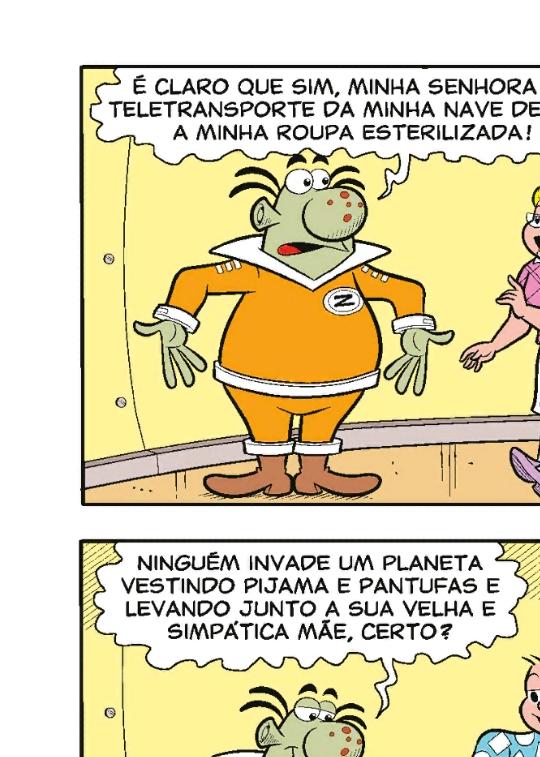 É CLARO QUE SIM, MINHA SENHORA
TELETRANSPORTE DA MINHA NAVE
A MINHA ROUPA ESTERILIZADA!
Z
NINGUÉM INVADE UM PLANETA
VESTINDO PIJAMA E PANTUFAS E
LEVANDO JUNTO A SUA VELHA E
SIMPÁTICA MÃE, CERTO?